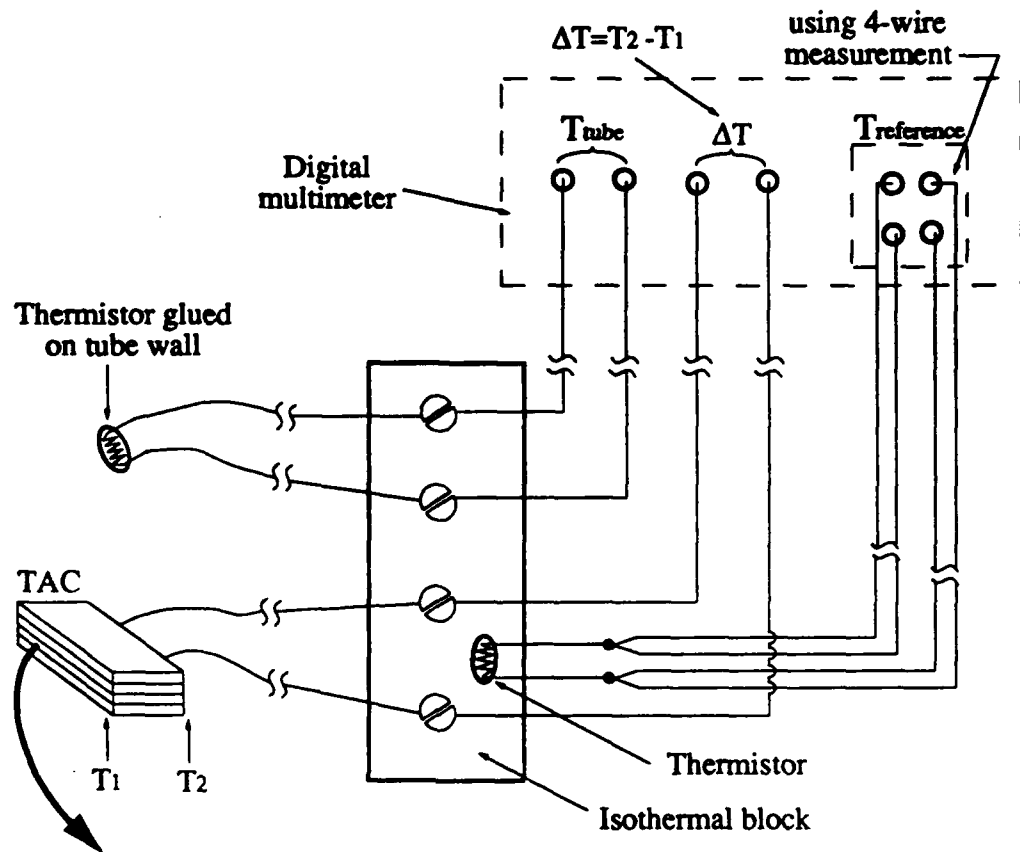 using 4-wire
measurement
ΔT=T2 -T1
Ttube
ΔT
Treference
Digital
multimeter
Thermistor glued
on tube wall
TAC
T1
T2
Thermistor
Isothermal block